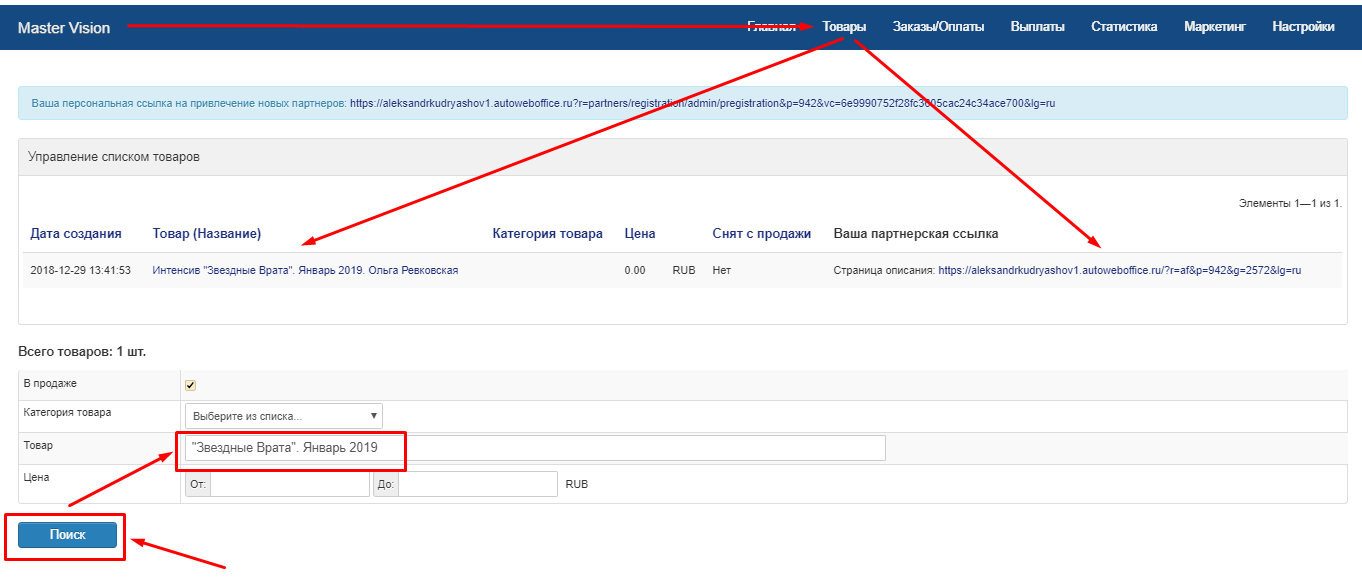 Master Vision Главная Товары Заказы/Оплаты Выплаты Статистика Маркетинг Настройки
Ваша персональная ссылка на привлечение новых партнеров: https://aleksandrkudryashov1.autoweboffice.ru?r=partners/registration/admin/pregistration&p=942&vc=6e9990752f28fc3605cac24c34ace700&lg=ru
Управление списком товаров
Элементы 1—1 из 1.
Дата создания Товар (Название) Категория товара Цена Снят с продажи Ваша партнерская ссылка
2018-12-29 13:41:53 Интенсив "Звездные Врата". Январь 2019. Ольга Ревковская 0.00 RUB Нет Страница описания: https://aleksandrkudryashov1.autoweboffice.ru/?r=af&p=942&g=2572&lg=ru
Всего товаров: 1 шт.
В продаже
Категория товара Выберите из списка...
Товар "Звездные Врата". Январь 2019
Цена От: До: RUB
Поиск